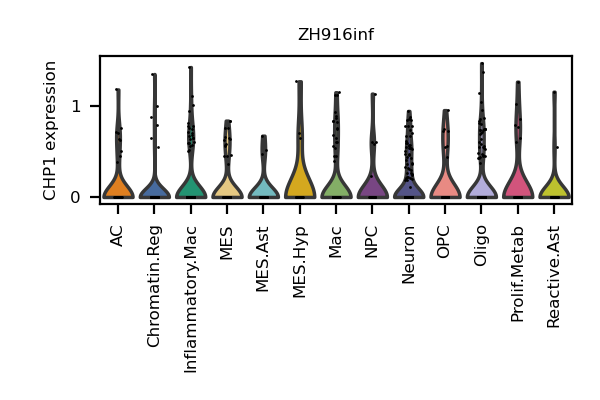 ZH916inf
CHP1 expression
1
0
AC
Chromatin.Reg
Inflammatory.Mac
MES
MES.Ast
MES.Hyp
Mac
NPC
Neuron
OPC
Oligo
Prolif.Metab
Reactive.Ast